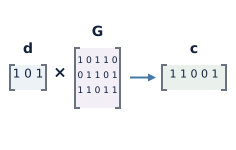 d
1 0 1
×
G
1 0 1 1 0
0 1 1 0 1
1 1 0 1 1
c
1 1 0 0 1